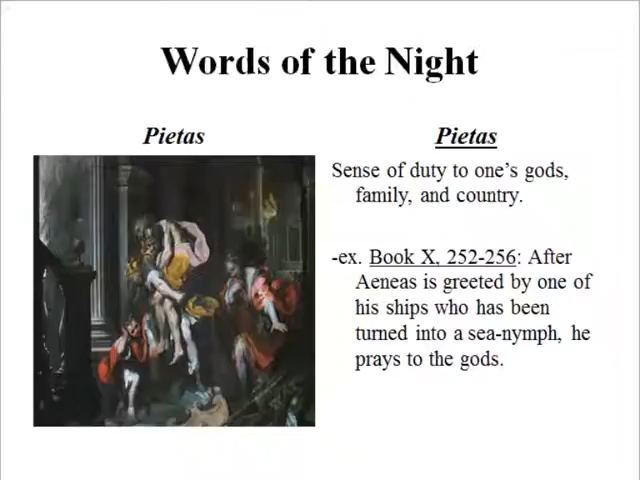 Words of the Night
Pietas
Pietas
Sense of duty to one's gods,
family, and country.
-ex. Book X, 252-256: After
Aeneas is greeted by one of
his ships who has been
turned into a sea-nymph, he
prays to the gods.